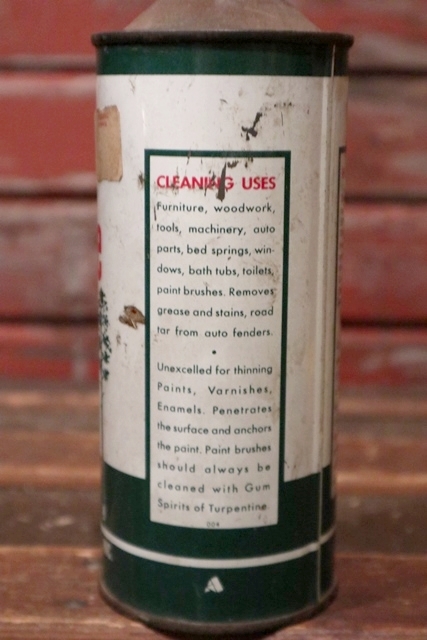 CLEANING USES
Furniture, woodwork,
tools, machinery, auto
parts, bed springs, win-
dows, bath tubs, toilets,
paint brushes. Removes
grease and stains, road
tar from auto fenders.
•
Unexcelled for thinning
Paints, Varnishes,
Enamels. Penetrates
the surface and anchors
the paint. Paint brushes
should always be
cleaned with Gum
Spirits of Turpentine